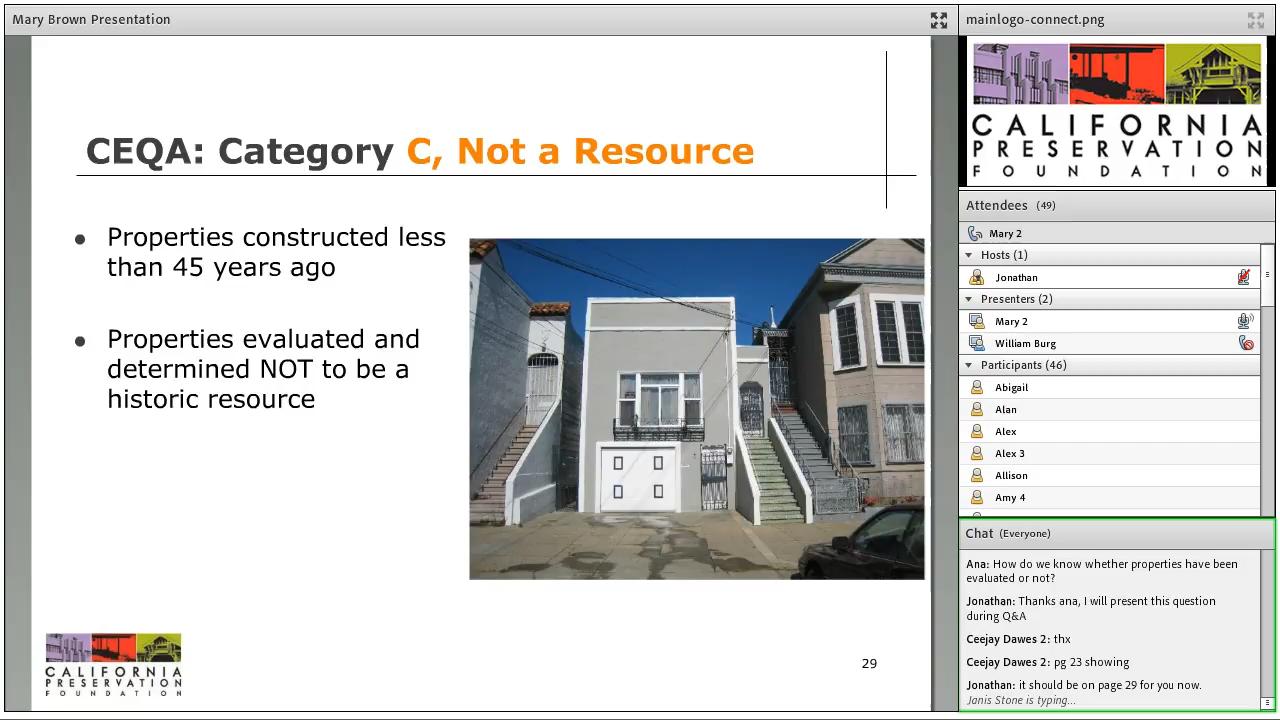 Mary Brown Presentation
CEQA: Category C, Not a Resource
Properties constructed less
than 45 years ago
Properties evaluated and
determined NOT to be a
historic resource
CALIFORNIA
PRESERVATION
FOUNDATION
29
mainlogo-connect.png
CALIFORNIA
PRESERVATION
FOUNDATION
Attendees (49)
Mary 2
Hosts (1)
Jonathan
Presenters (2)
Mary 2
William Burg
Participants (46)
Abigail
Alan
Alex
Alex 3
Allison
Amy 4
Chat (Everyone)
Ana: How do we know whether properties have been
evaluated or not?
Jonathan: Thanks ana, I will present this question
during Q&A
Ceejay Dawes 2: thx
Ceejay Dawes 2: pg 23 showing
Jonathan: it should be on page 29 for you now.
Janis Stone is typing...